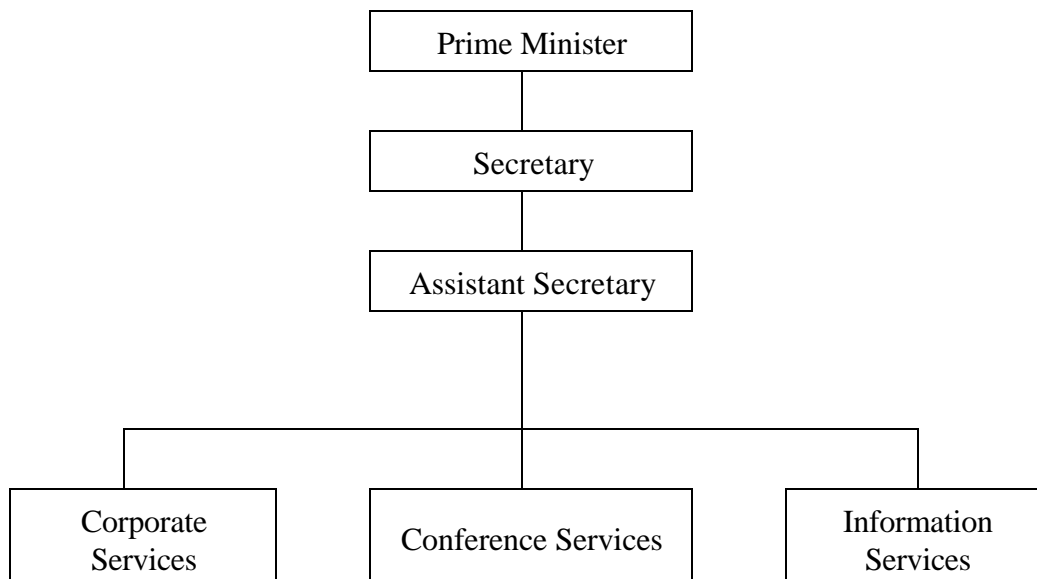 Prime Minister
Secretary
Assistant Secretary
Corporate
Services
Conference Services
Information
Services